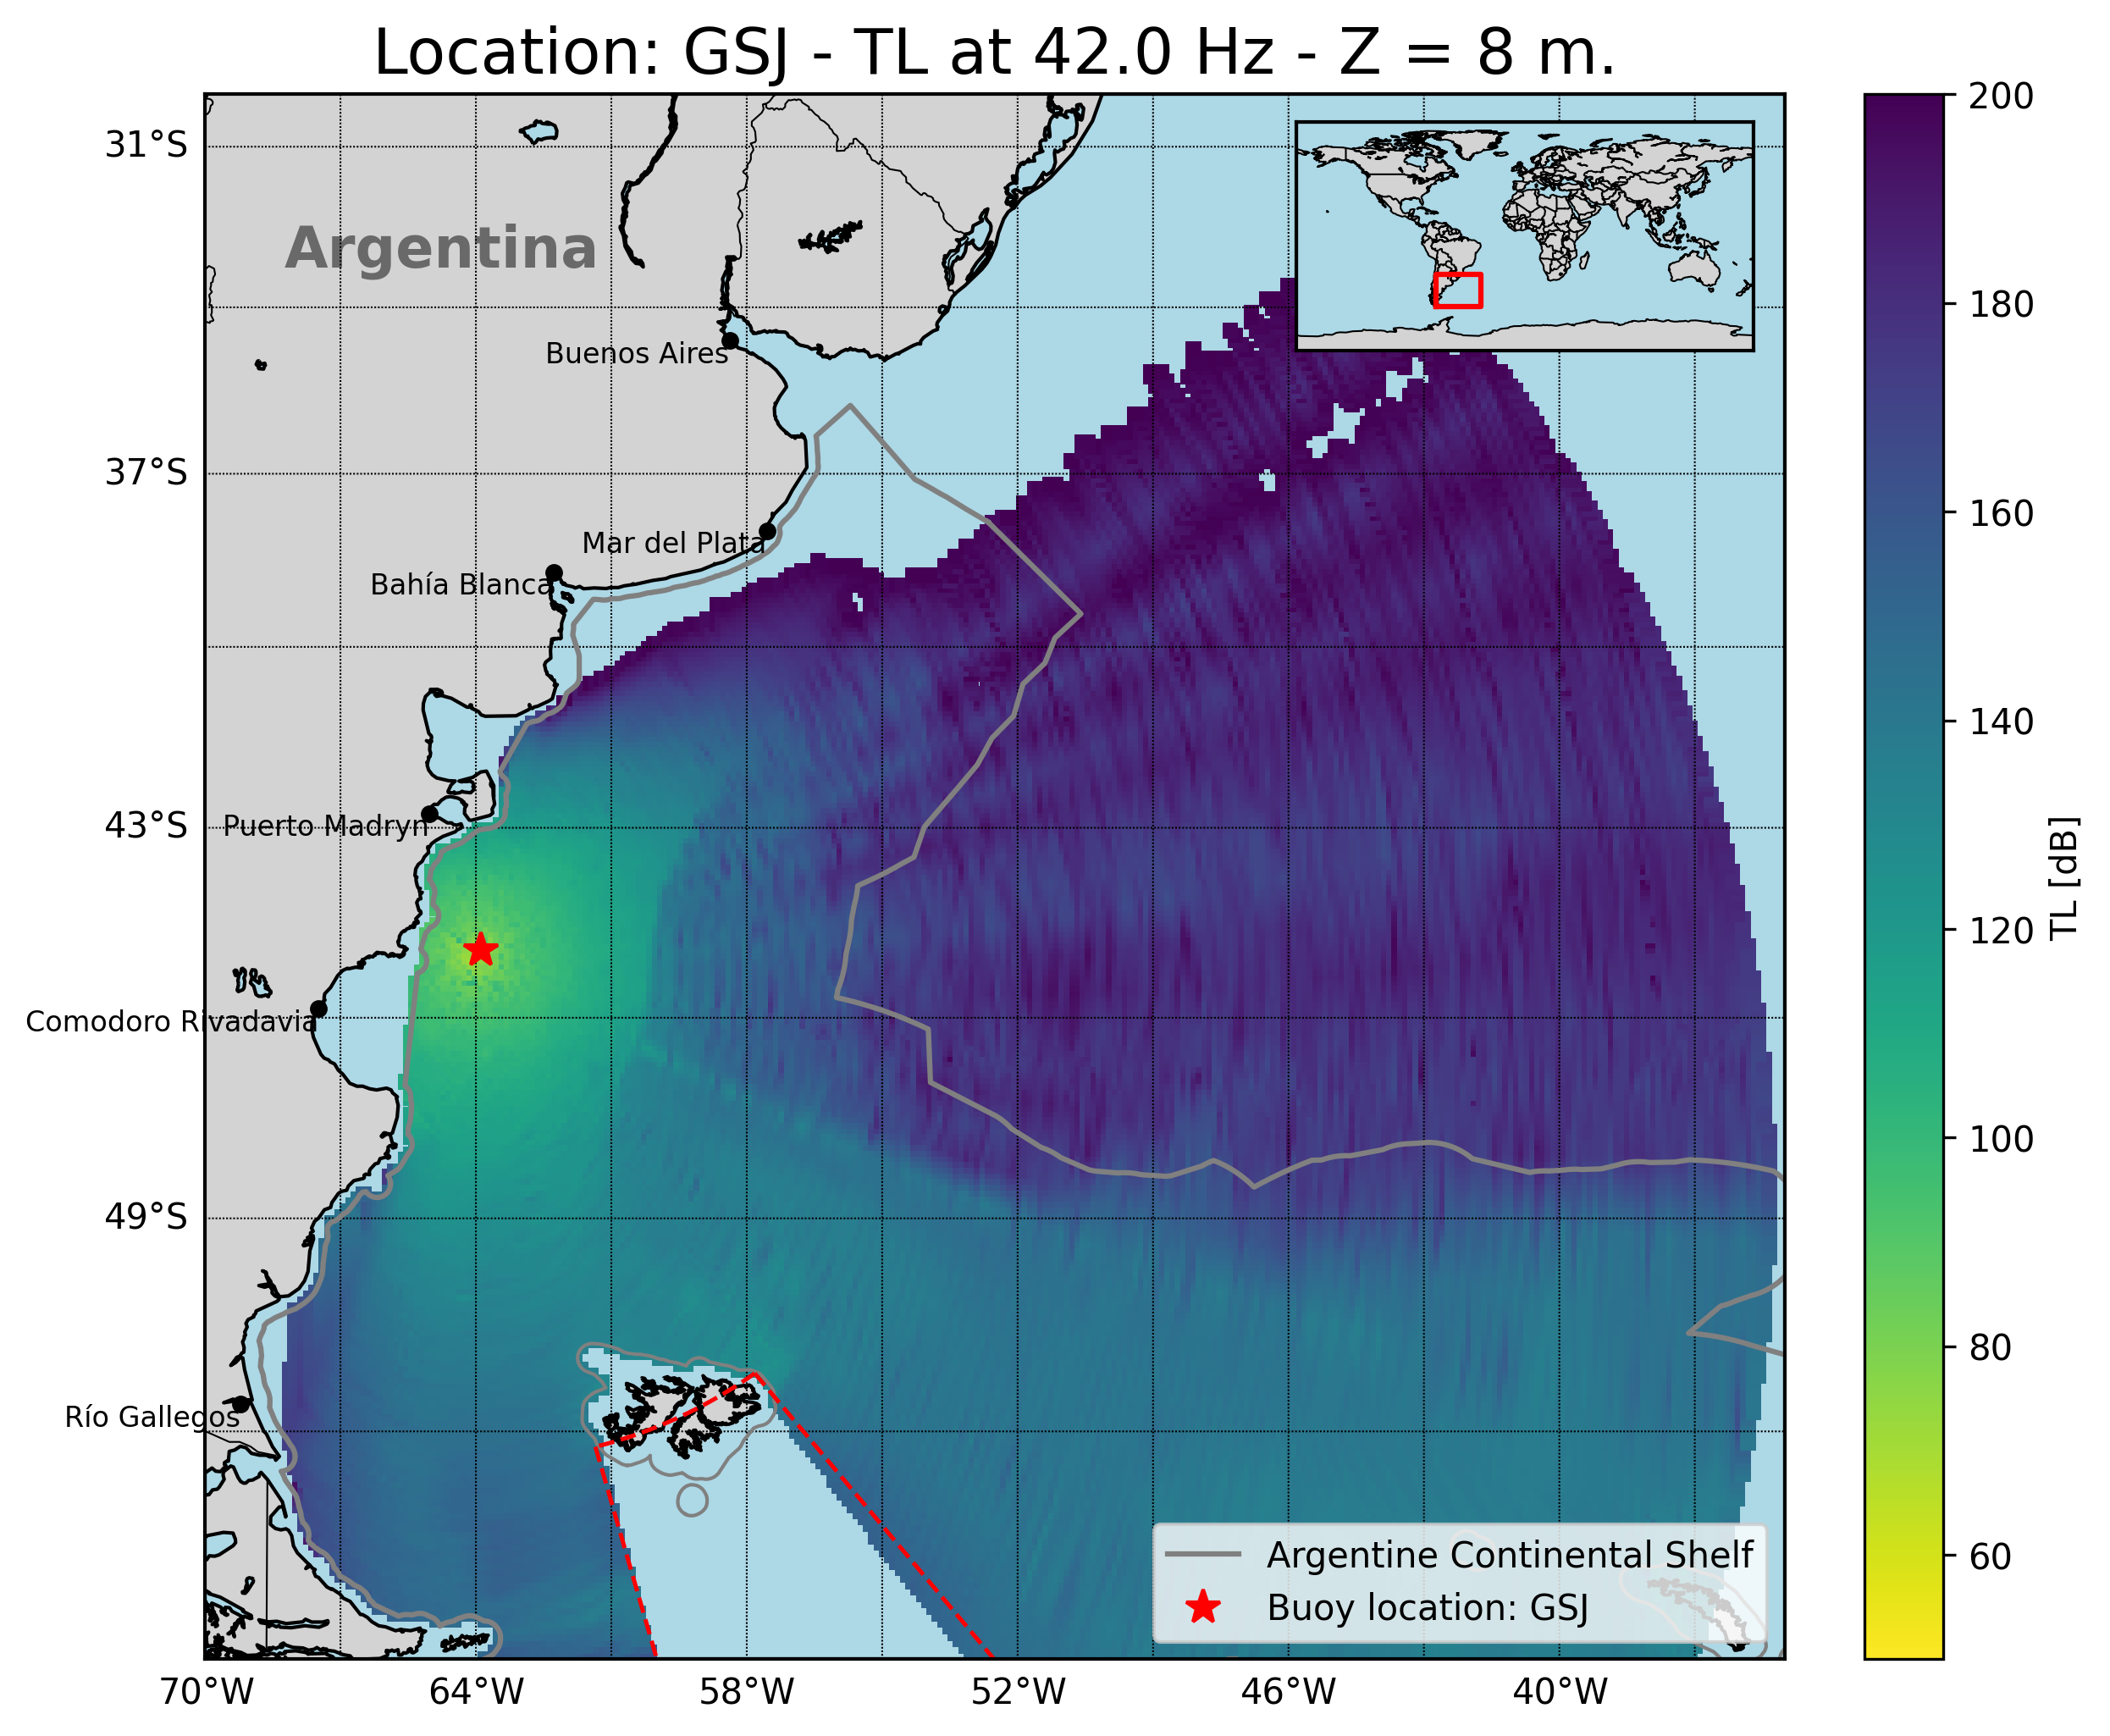 Location: GSJ - TL at 42.0 Hz - Z = 8 m.
Argentina
Buenos Aires
Mar del Plata
Bahía Blanca
Puerto Madryn
Comodoro Rivadavia
Río Gallegos
31°S
37°S
43°S
49°S
70°W
64°W
58°W
52°W
46°W
40°W
Argentine Continental Shelf
Buoy location: GSJ
200
180
160
140
120
100
80
60
TL [dB]